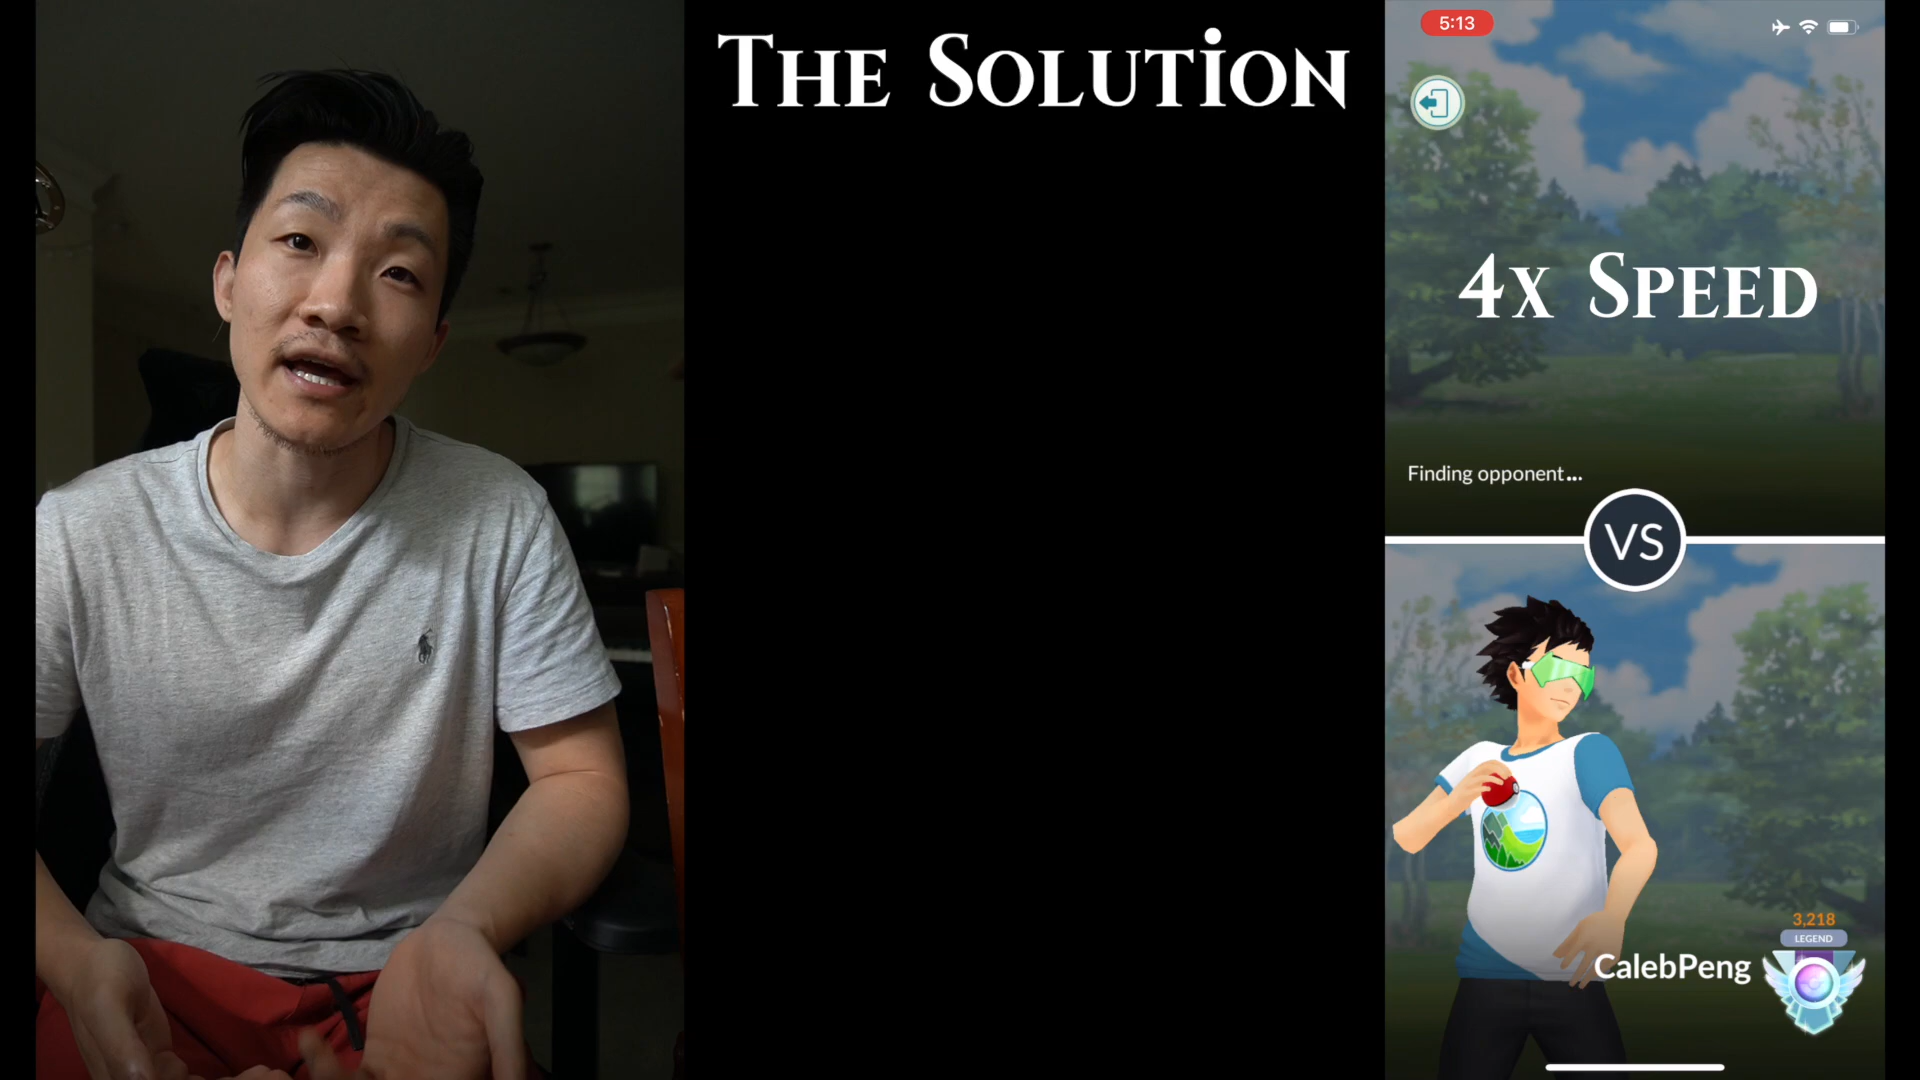 The Solution
5:13
4x Speed
Finding opponent...
VS
3,218
LEGEND
CalebPeng